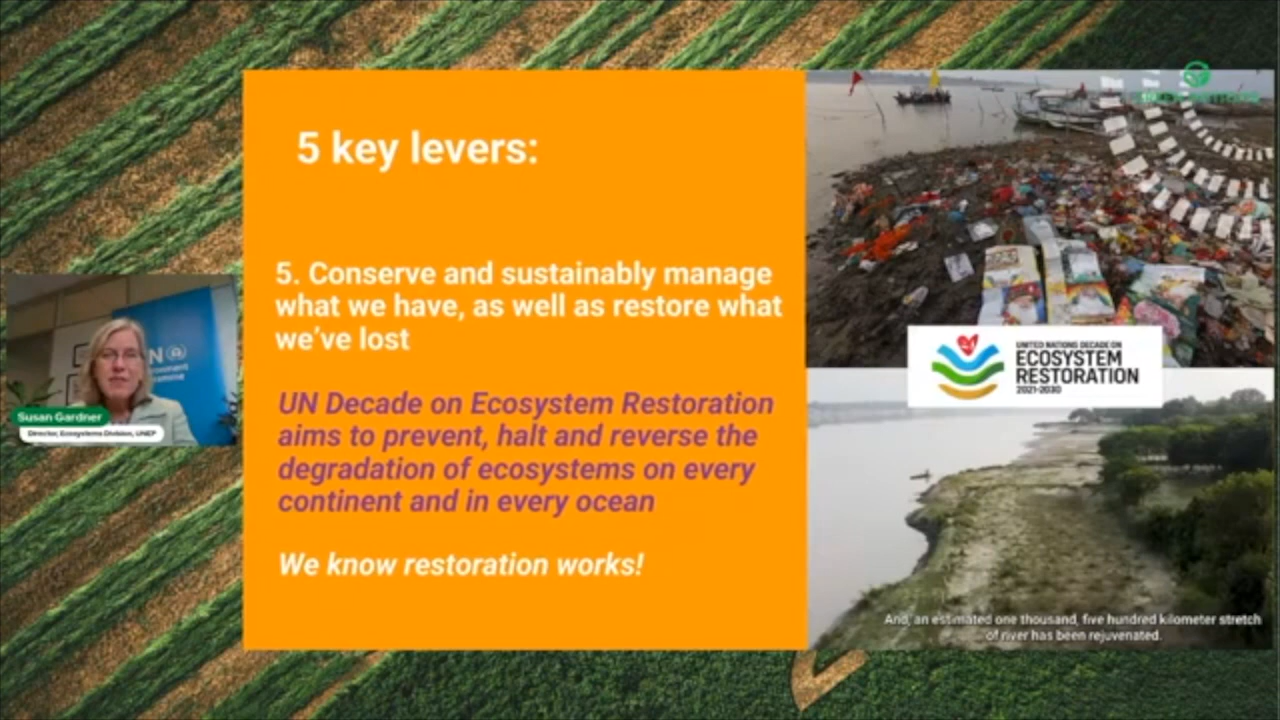 5 key levers:
5. Conserve and sustainably manage
what we have, as well as restore what
we've lost
UN Decade on Ecosystem Restoration
aims to prevent, halt and reverse the
degradation of ecosystems on every
continent and in every ocean
We know restoration works!
Susan Gardner
Director, Ecosystems Division, UNEP
UNITED NATIONS DECADE ON
ECOSYSTEM
RESTORATION
2021-2030
And, an estimated one thousand, five hundred kilometer stretch
of river has been rejuvenated.